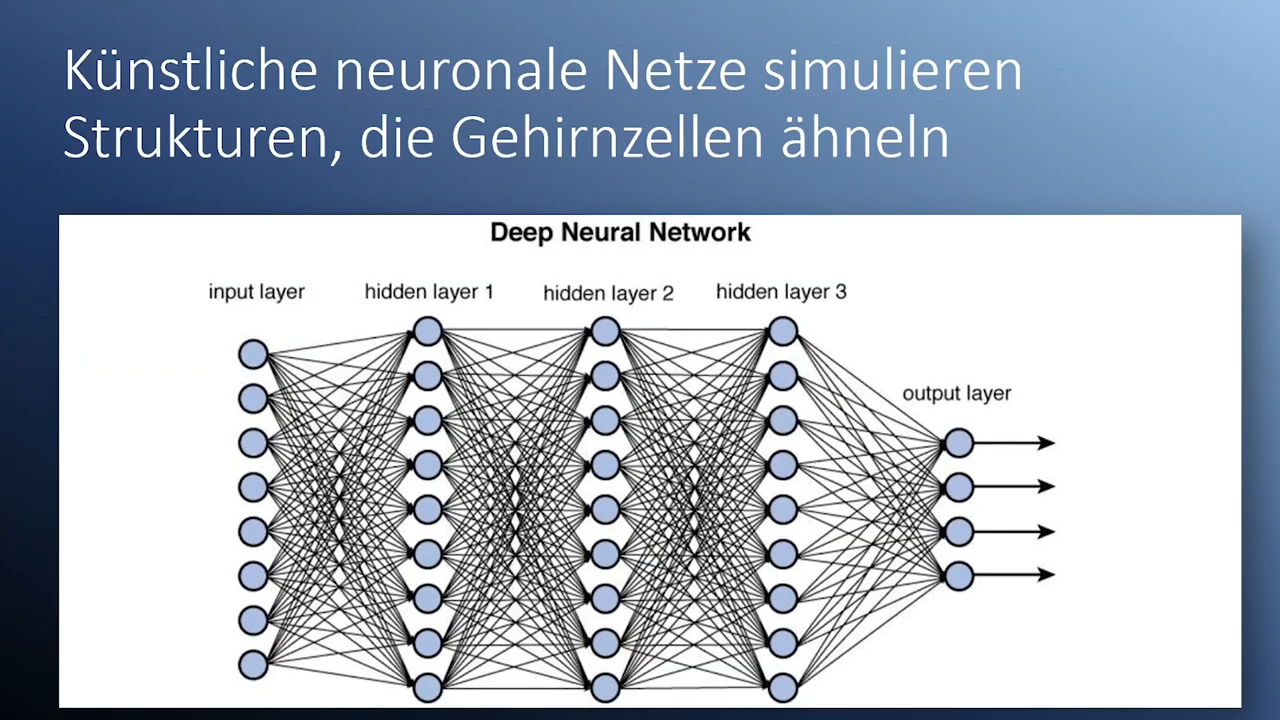 Künstliche neuronale Netze simulieren
Strukturen, die Gehirnzellen ähneln
Deep Neural Network
input layer
hidden layer 1
hidden layer 2
hidden layer 3
output layer